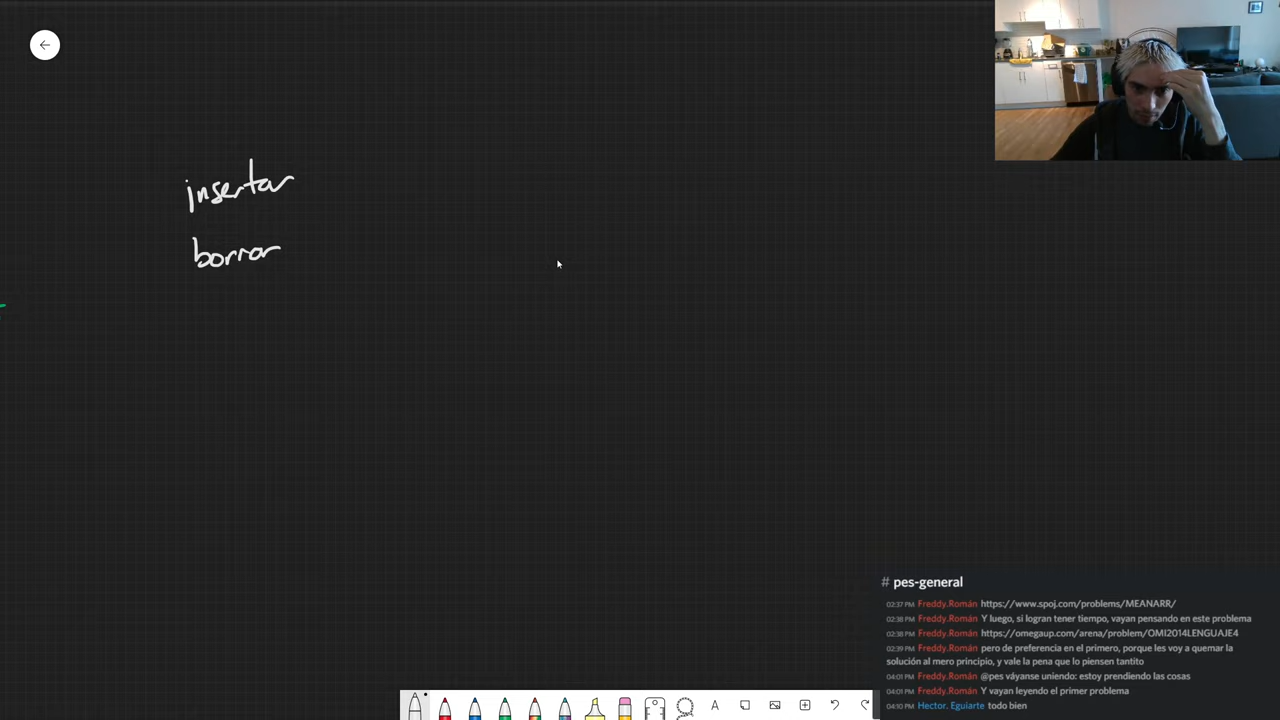 insertar
borrar
# pes-general
02:37 PM Freddy.Román https://www.spoj.com/problems/MEANARR/
02:38 PM Freddy.Román Y luego, si logran tener tiempo, vayan pensando en este problema
02:38 PM Freddy.Román https://omegaup.com/arena/problem/OMI2014LENGUAJE4
02:39 PM Freddy.Román pero de preferencia en el primero, porque les voy a quemar la
solución al mero principio, y vale la pena que lo piensen tantito
04:01 PM Freddy.Román @pes váyanse uniendo: estoy prendiendo las cosas
04:01 PM Freddy.Román Y vayan leyendo el primer problema
04:10 PM Hector. Eguiarte todo bien
A